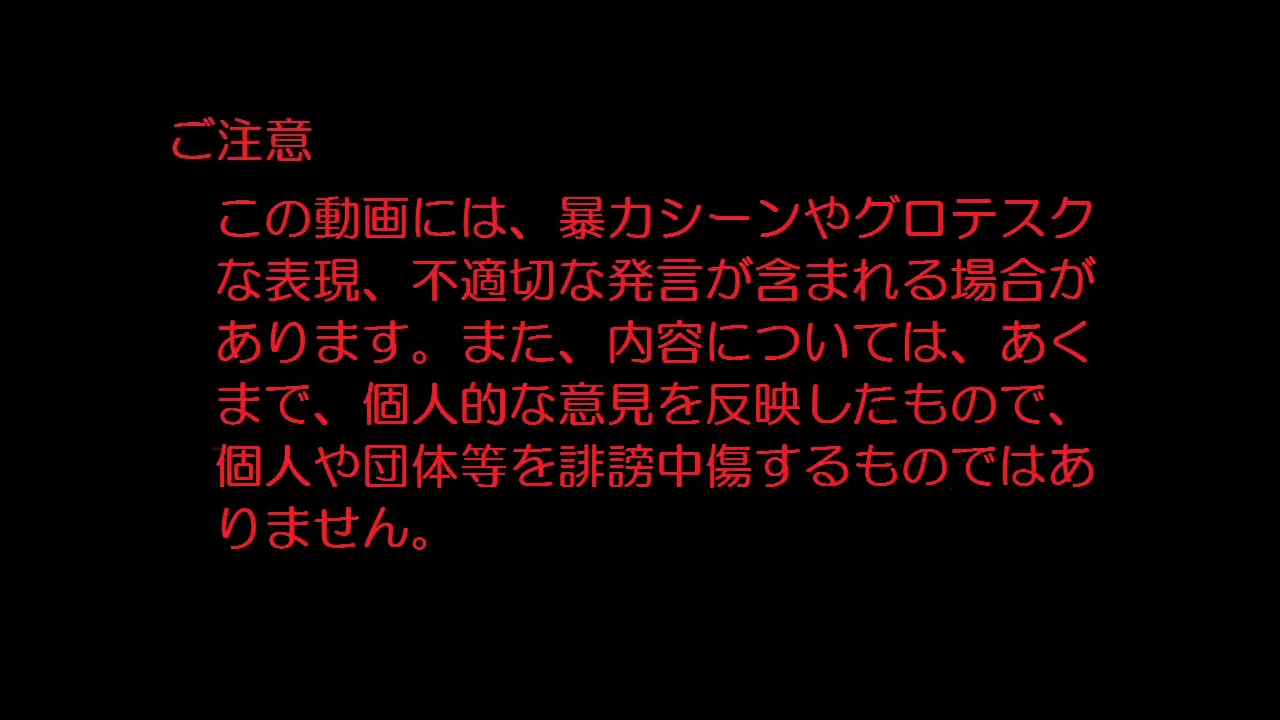 ご注意
この動画には、暴力シーンやグロテスク
な表現、不適切な発言が含まれる場合が
あります。また、内容については、あく
まで、個人的な意見を反映したもので、
個人や団体等を誹謗中傷するものではあ
りません。